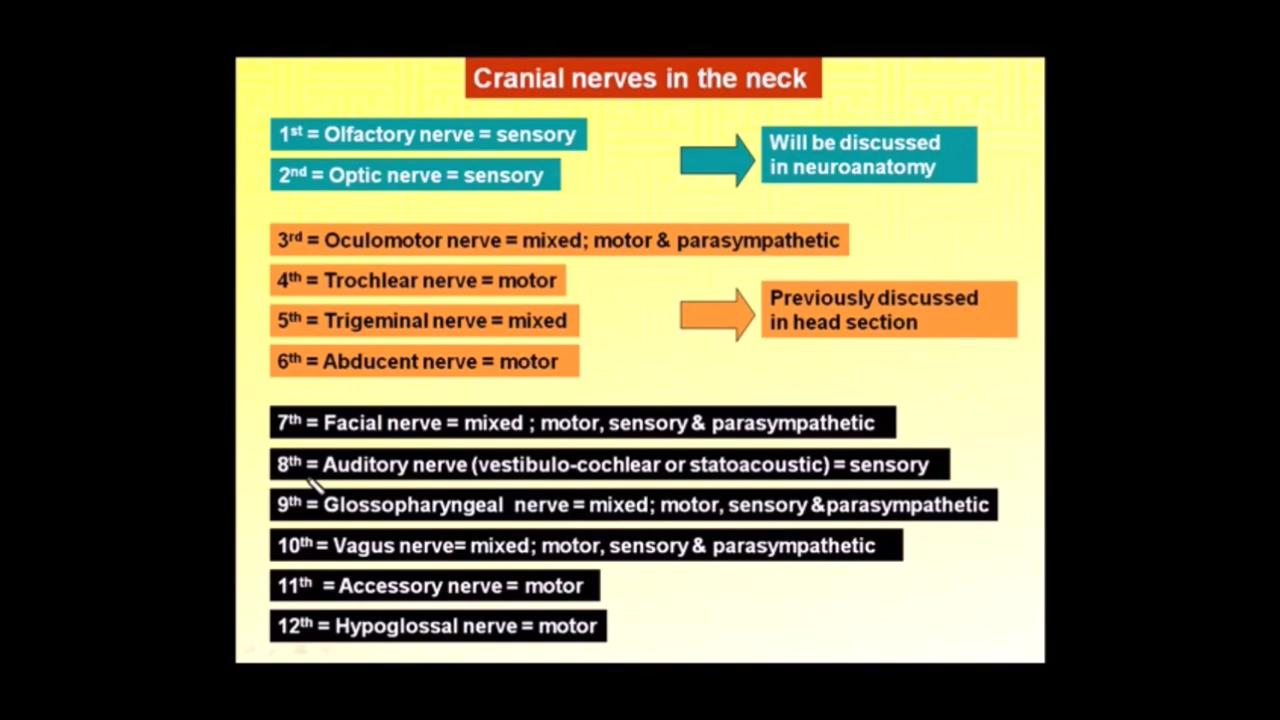 Cranial nerves in the neck
1st = Olfactory nerve = sensory
2nd = Optic nerve = sensory
Will be discussed
in neuroanatomy
3rd = Oculomotor nerve = mixed; motor & parasympathetic
4th = Trochlear nerve = motor
5th = Trigeminal nerve = mixed
6th = Abducent nerve = motor
Previously discussed
in head section
7th = Facial nerve = mixed ; motor, sensory & parasympathetic
8th = Auditory nerve (vestibulo-cochlear or statoacoustic) = sensory
9th = Glossopharyngeal nerve = mixed; motor, sensory &parasympathetic
10th = Vagus nerve= mixed; motor, sensory & parasympathetic
11th = Accessory nerve = motor
12th = Hypoglossal nerve = motor